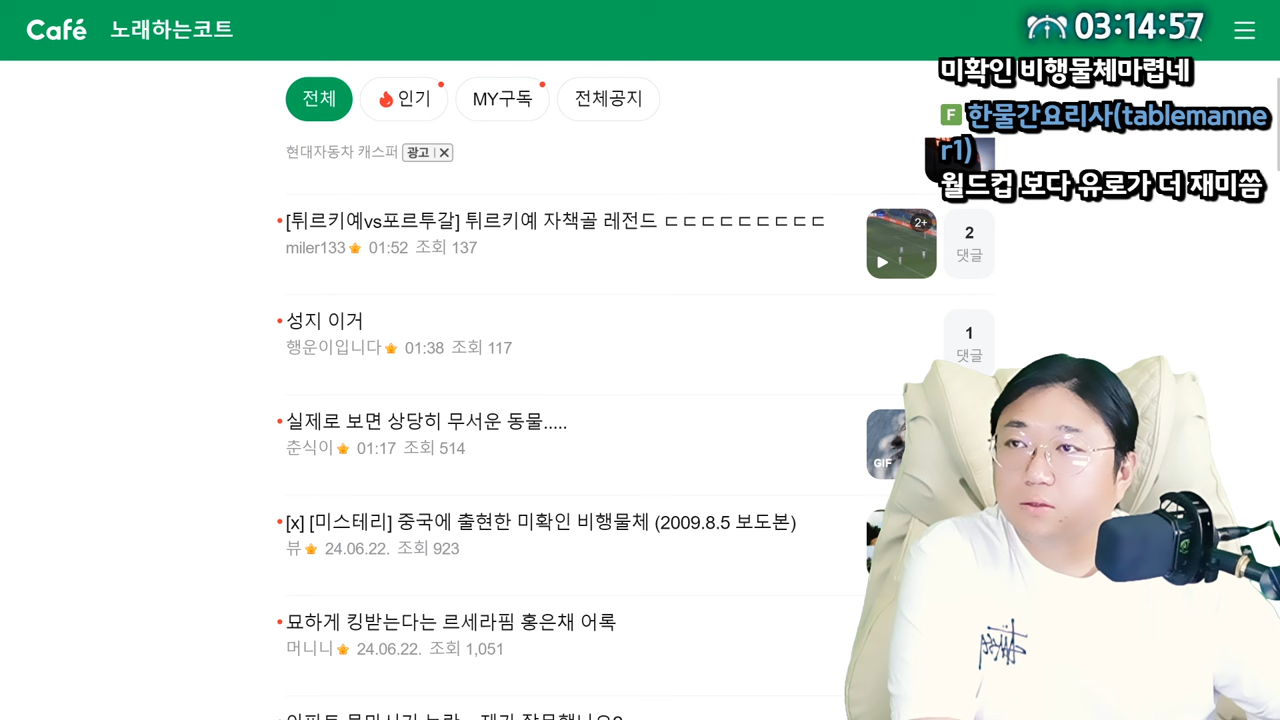 Café 노래하는코트
03:14:57
미확인 비행물체마렵네
F 한물간요리사(tablemanne
r1)
월드컵 보다 유로가 더 재미씀
전체
인기
MY구독
전체공지
현대자동차 캐스퍼 광고
[튀르키예vs포르투갈] 튀르키예 자책골 레전드 ㄷㄷㄷㄷㄷㄷㄷㄷㄷ
miler133 01:52 조회 137
2+
2
댓글
성지 이거
행운이입니다 01:38 조회 117
1
댓글
실제로 보면 상당히 무서운 동물.....
춘식이 01:17 조회 514
GIF
[x] [미스테리] 중국에 출현한 미확인 비행물체 (2009.8.5 보도본)
뷰 24.06.22. 조회 923
묘하게 킹받는다는 르세라핌 홍은채 어록
머니니 24.06.22. 조회 1,051